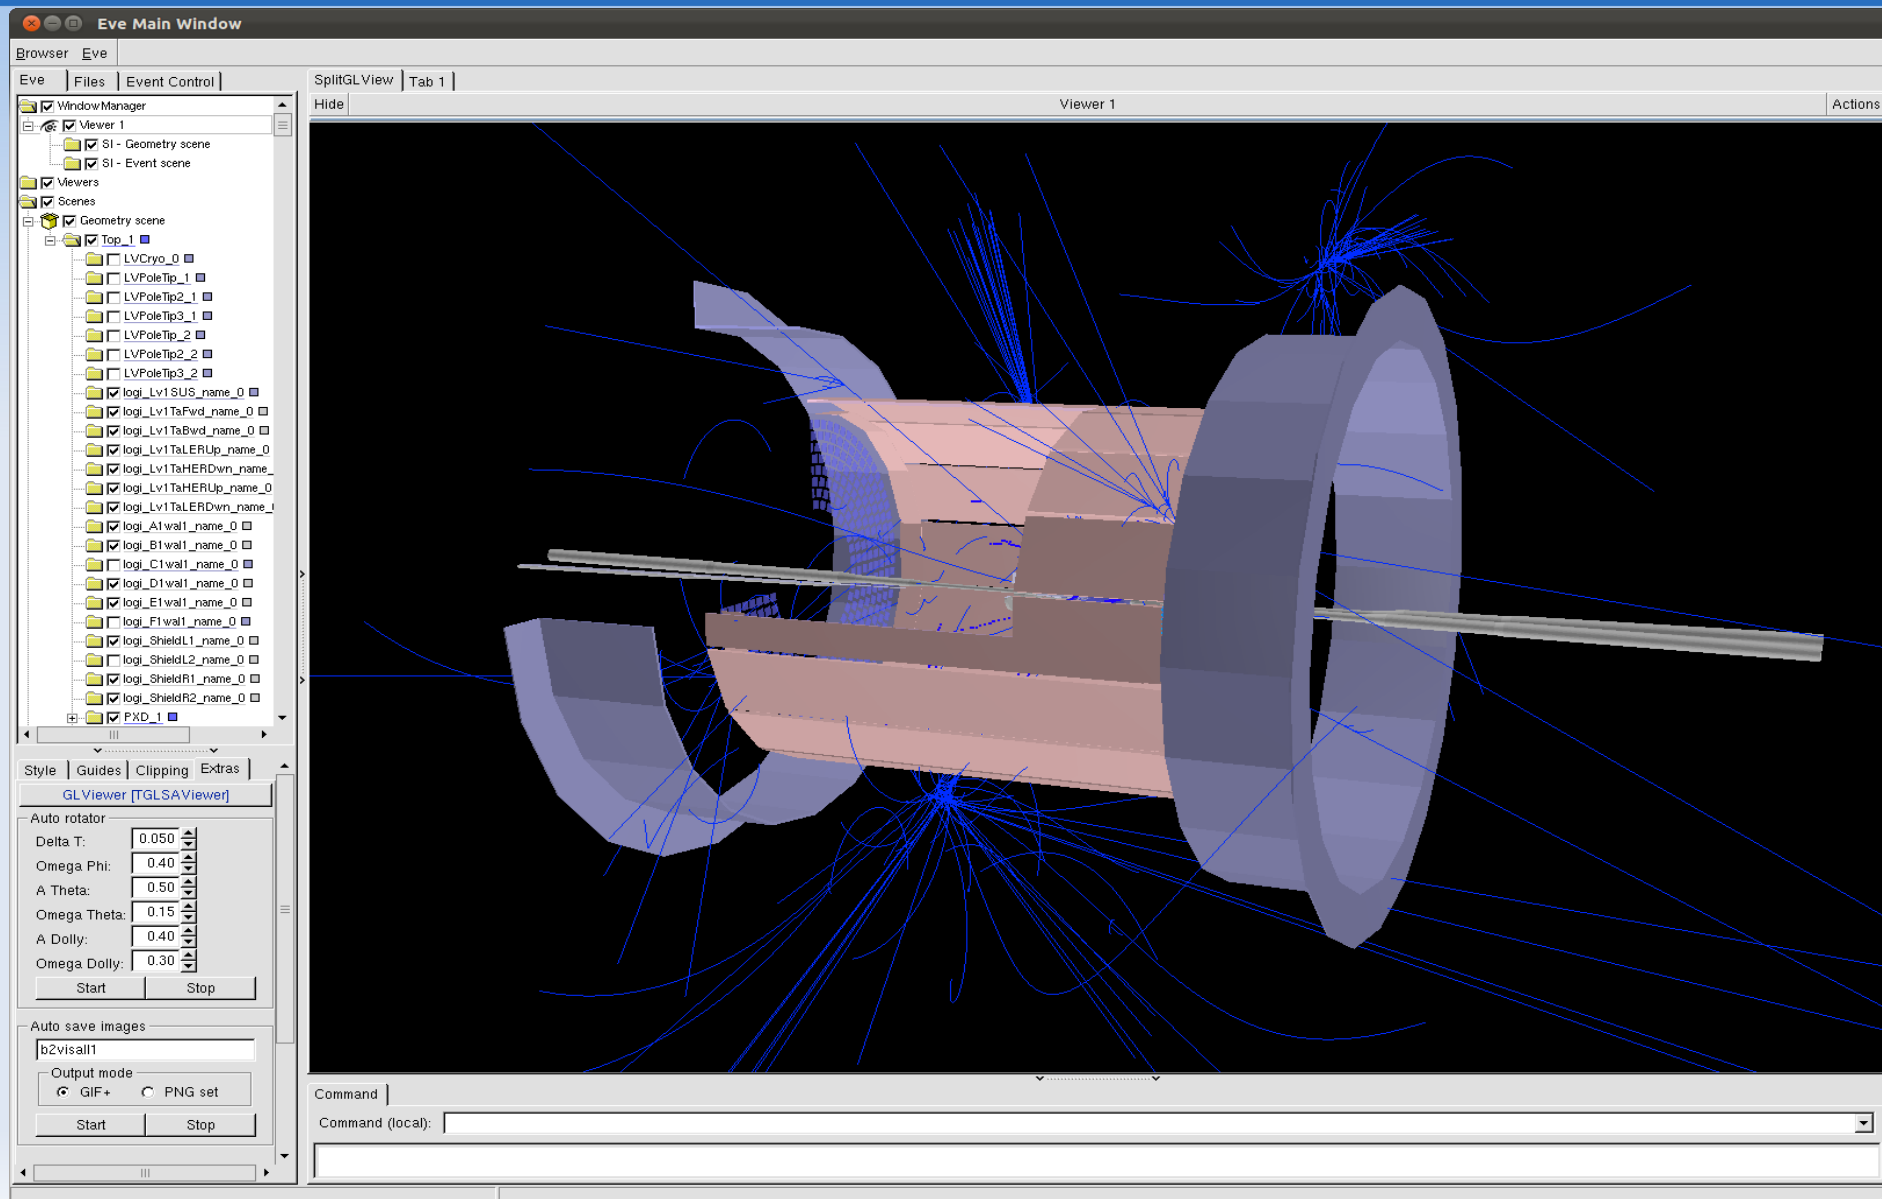 Eve Main Window
Browser Eve
Eve Files Event Control
SplitGLView Tab 1
Hide Viewer 1 Actions
WindowManager
Viewer 1
SI - Geometry scene
SI - Event scene
Viewers
Scenes
Geometry scene
Top_1
LVCryo_0
LVPoleTip_1
LVPoleTip2_1
LVPoleTip3_1
LVPoleTip_2
LVPoleTip2_2
LVPoleTip3_2
logi_Lv1SUS_name_0
logi_Lv1TaFwd_name_0
logi_Lv1TaBwd_name_0
logi_Lv1TaLERUp_name_0
logi_Lv1TaHERDwn_name_
logi_Lv1TaHERUp_name_0
logi_Lv1TaLERDwn_name_
logi_A1wal1_name_0
logi_B1wal1_name_0
logi_C1wal1_name_0
logi_D1wal1_name_0
logi_E1wal1_name_0
logi_F1wal1_name_0
logi_ShieldL1_name_0
logi_ShieldL2_name_0
logi_ShieldR1_name_0
logi_ShieldR2_name_0
PXD_1
Style Guides Clipping Extras
GLViewer [TGLSAViewer]
Auto rotator
Delta T: 0.050
Omega Phi: 0.40
A Theta: 0.50
Omega Theta: 0.15
A Dolly: 0.40
Omega Dolly: 0.30
Start Stop
Auto save images
b2visall1
Output mode
GIF+ PNG set
Start Stop
Command
Command (local):